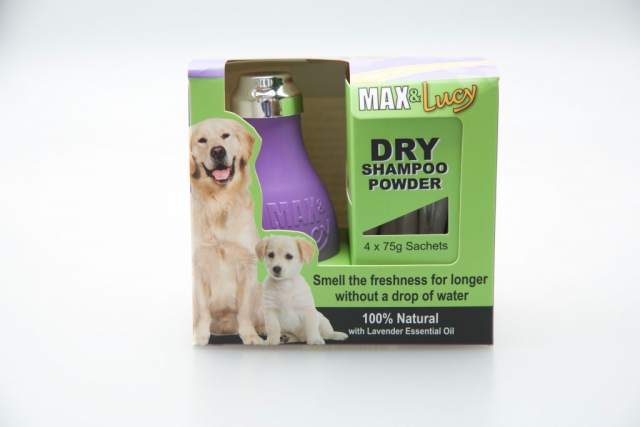 MAX & Lucy
DRY
SHAMPOO
POWDER
4 x 75g Sachets
MAX &
Smell the freshness for longer
without a drop of water
100% Natural
with Lavender Essential Oil